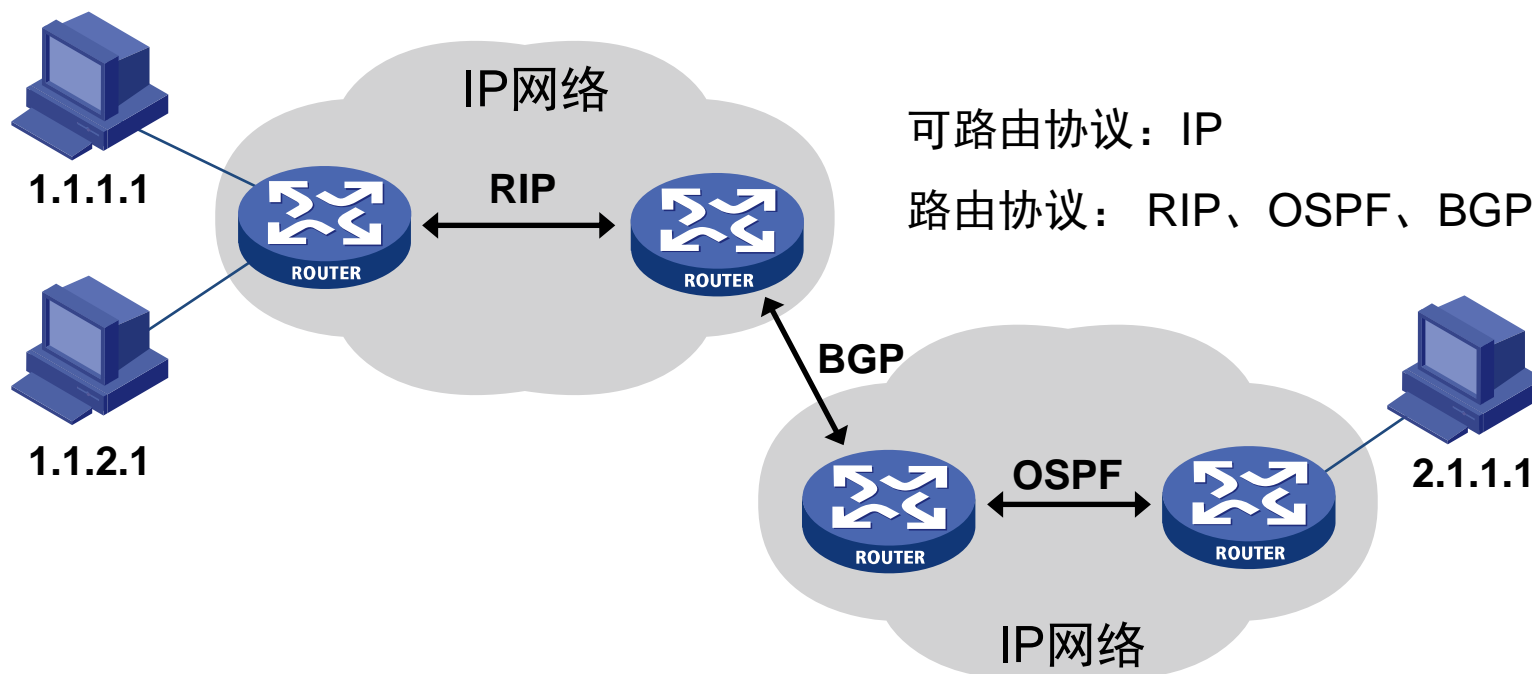 IP网络
可路由协议：IP
1.1.1.1
RIP
路由协议： RIP、OSPF、BGP
ROUTER
ROUTER
BGP
1.1.2.1
OSPF
2.1.1.1
ROUTER
ROUTER
IP网络